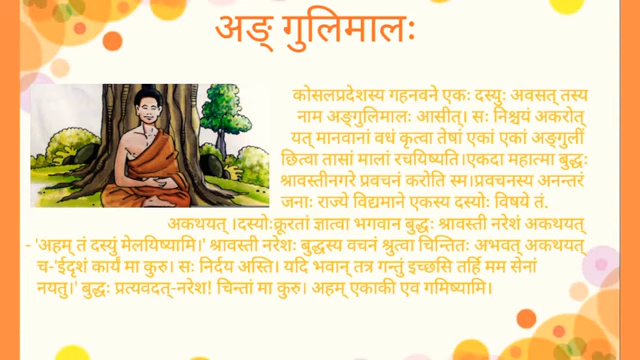 अङ् गुलिमालः
कोसलप्रदेशस्य गहनवने एकः दस्युः अवसत् तस्य
नाम अङ्गुलिमालः आसीत्। सः निश्चयं अकरोत्
यत् मानवानां वधं कृत्वा तेषां एकां एकां अङ्गुलीं
छित्वा तासां मालां रचयिष्यति।एकदा महात्मा बुद्धः
श्रावस्तीनगरे प्रवचनं करोति स्म।प्रवचनस्य अनन्तरं
जनाः राज्ये विद्यमाने एकस्य दस्योः विषये तं.
अकथयत् ।दस्योःक्रूरतां ज्ञात्वा भगवान बुद्धः श्रावस्ती नरेशं अकथयत्
- 'अहम् तं दस्युं मेलयिष्यामि।' श्रावस्ती नरेशः बुद्धस्य वचनं श्रुत्वा चिन्तितः अभवत् अकथयत्
च-'ईदृशं कार्यं मा कुरु। सः निर्दय अस्ति। यदि भवान् तत्र गन्तुं इच्छसि तर्हि मम सेनां
नयतु।' बुद्धः प्रत्यवदत्-नरेश! चिन्तां मा कुरु। अहम् एकाकी एव गमिष्यामि।